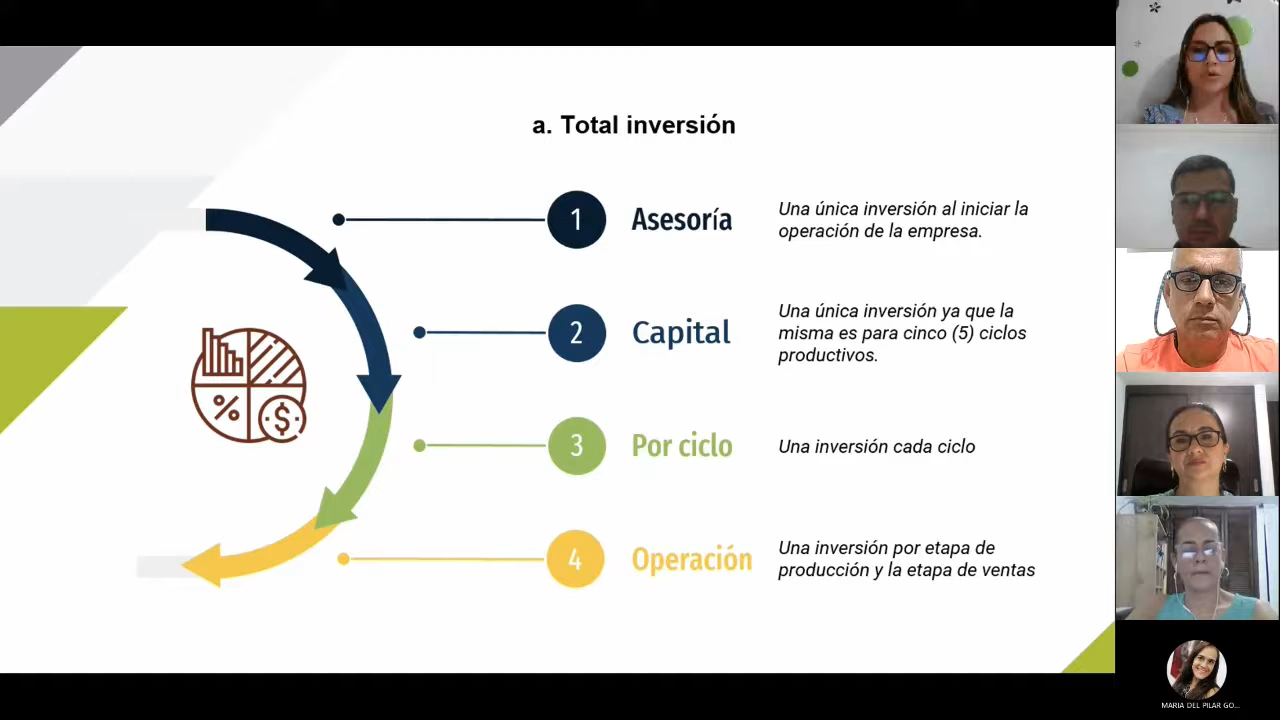 a. Total inversión
1 Asesoría
Una única inversión al iniciar la
operación de la empresa.
2 Capital
Una única inversión ya que la
misma es para cinco (5) ciclos
productivos.
3 Por ciclo
Una inversión cada ciclo
4 Operación
Una inversión por etapa de
producción y la etapa de ventas
%
$
MARIA DEL PILAR GO...